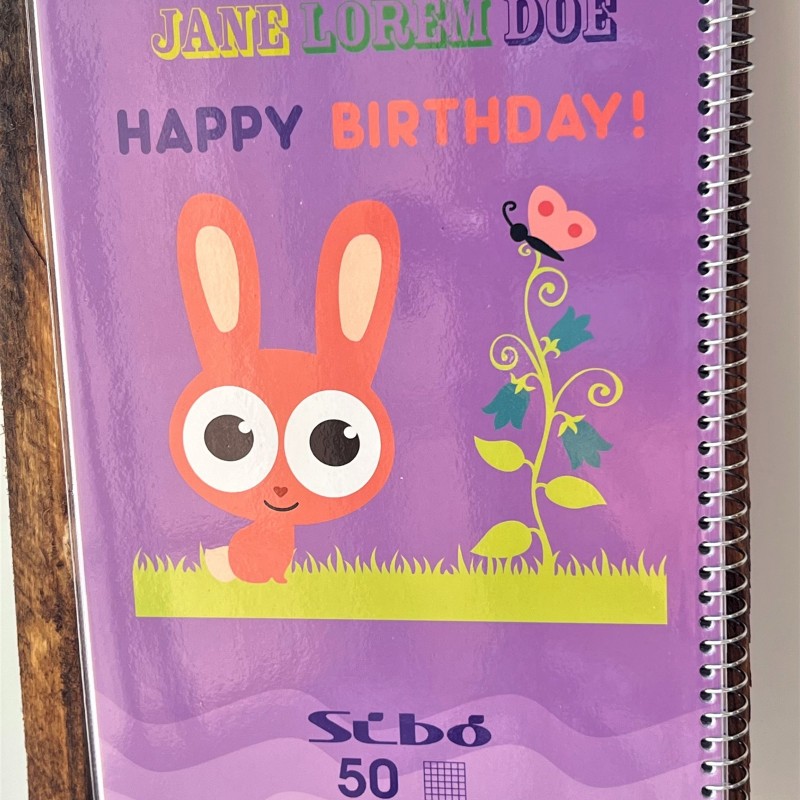 JANE LOREM DOE
HAPPY BIRTHDAY!
Sibó
50